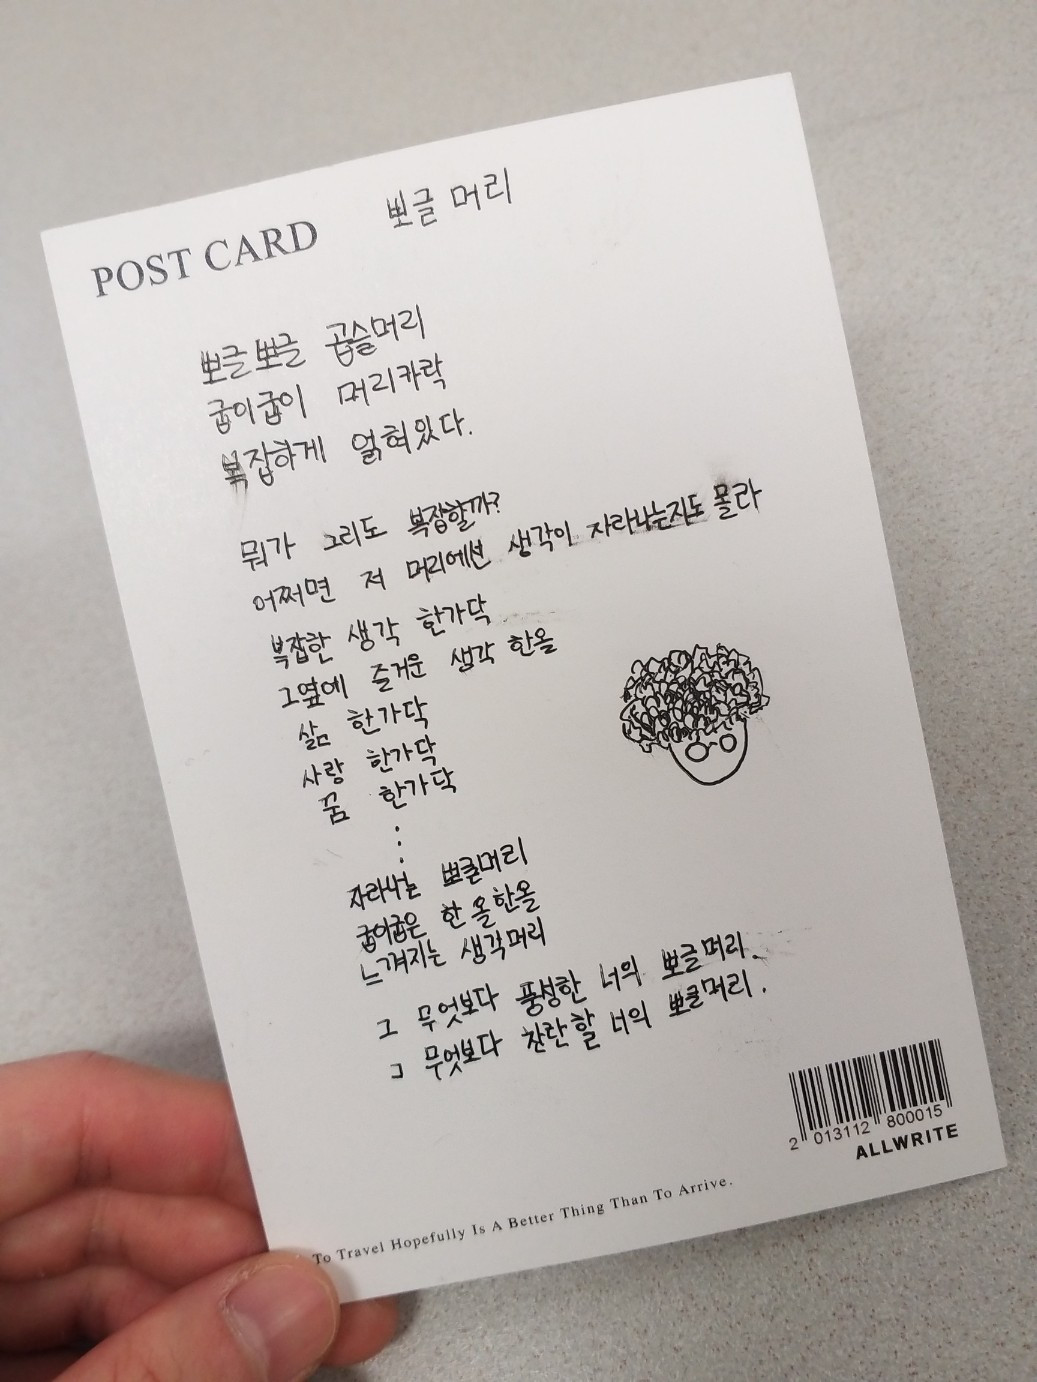 POST CARD
뽀글 머리
뽀글뽀글 곱슬머리
굽이굽이 머리카락
복잡하게 얽혀있다.
뭐가 그리도 복잡할까?
어쩌면 저 머리에선 생각이 자라나는지도 몰라
복잡한 생각 한가닥
그옆에 즐거운 생각 한올
삶 한가닥
사랑 한가닥
꿈 한가닥
⋮
자라나는 뽀글머리
굽이굽은 한올한올
느껴지는 생각머리
그 무엇보다 풍성한 너의 뽀글머리.
그 무엇보다 찬란할 너의 뽀글머리.
2 013112 800015
ALLWRITE
To Travel Hopefully Is A Better Thing Than To Arrive.